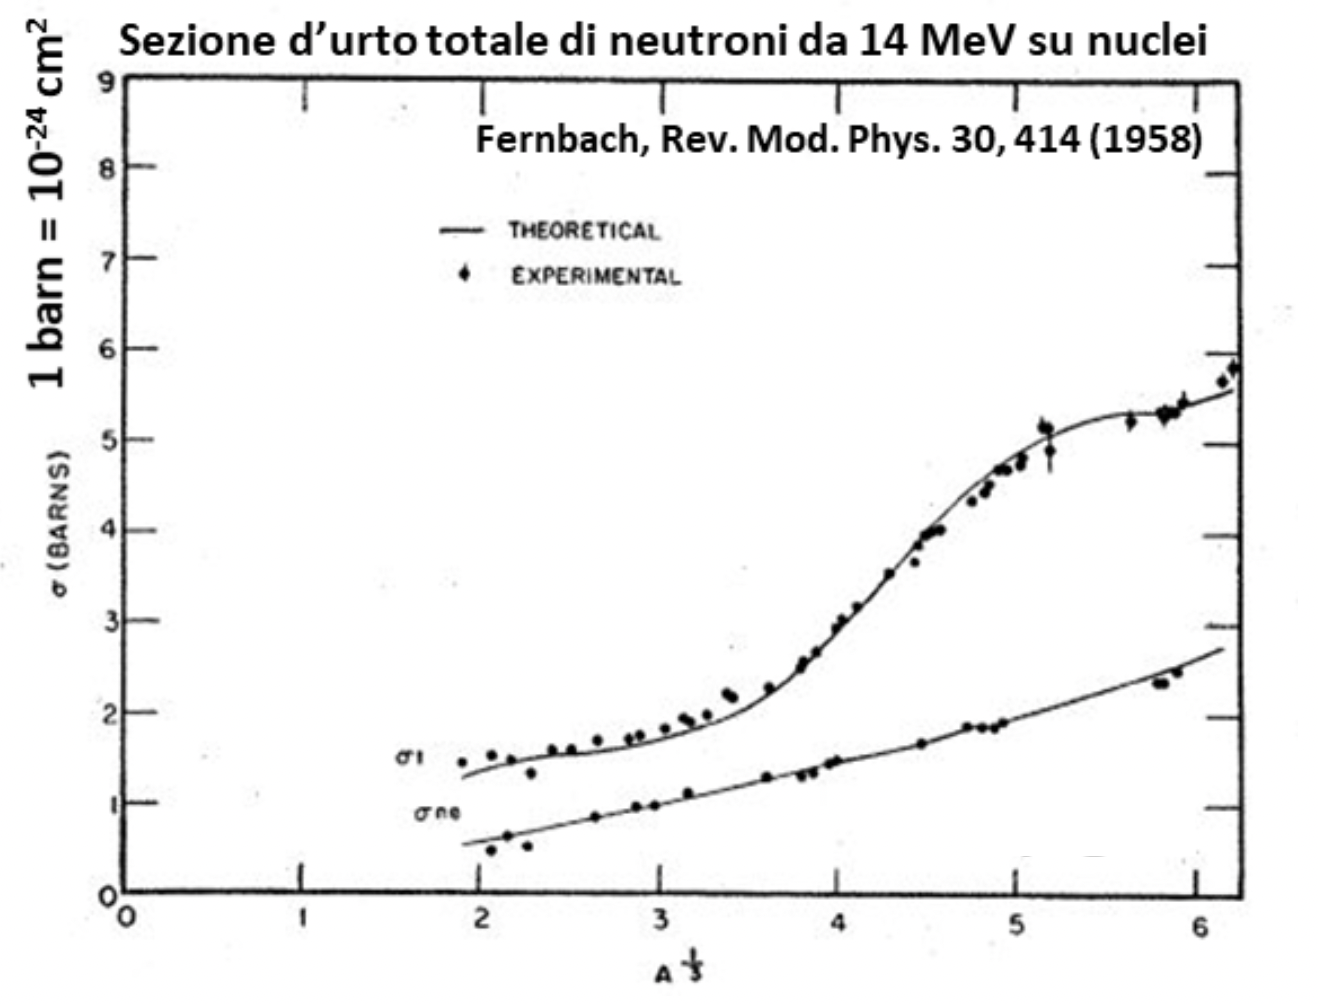 Sezione d’urto totale di neutroni da 14 MeV su nuclei
1 barn = 10⁻²⁴ cm²
Fernbach, Rev. Mod. Phys. 30, 414 (1958)
THEORETICAL
EXPERIMENTAL
9
8
7
6
5
4
3
2
1
0
σ (BARNS)
σt
σne
0 1 2 3 4 5 6
A^1/3